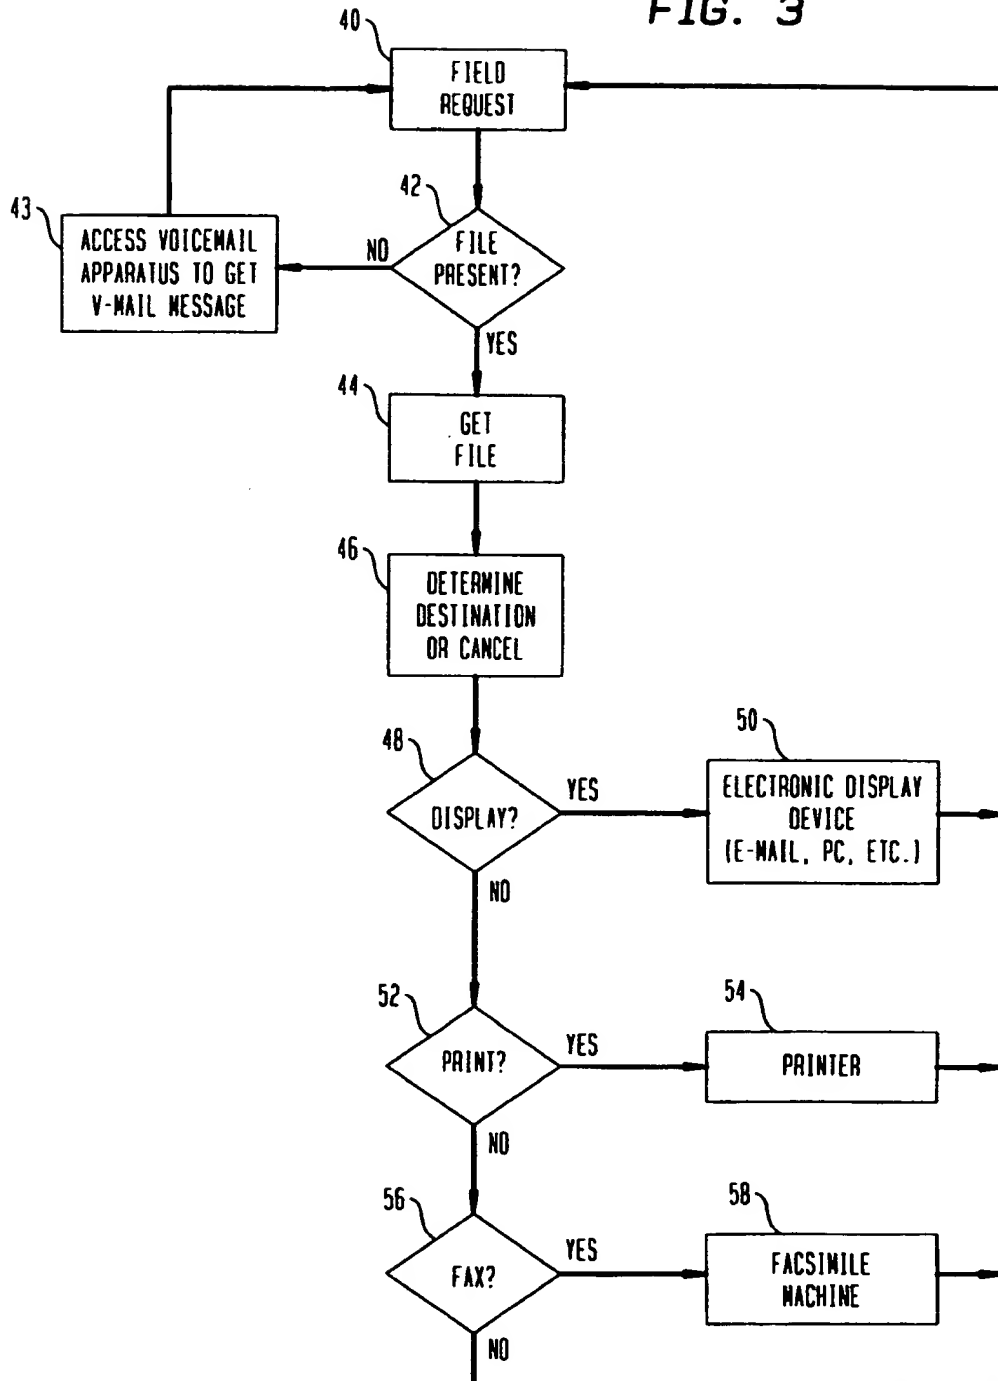 FIG. 3
40
FIELD
REQUEST
42
FILE
PRESENT?
NO
43
ACCESS VOICEMAIL
APPARATUS TO GET
V-MAIL MESSAGE
YES
44
GET
FILE
46
DETERMINE
DESTINATION
OR CANCEL
48
DISPLAY?
YES
50
ELECTRONIC DISPLAY
DEVICE
(E-MAIL, PC, ETC.)
NO
52
PRINT?
YES
54
PRINTER
NO
56
FAX?
YES
58
FACSIMILE
MACHINE
NO